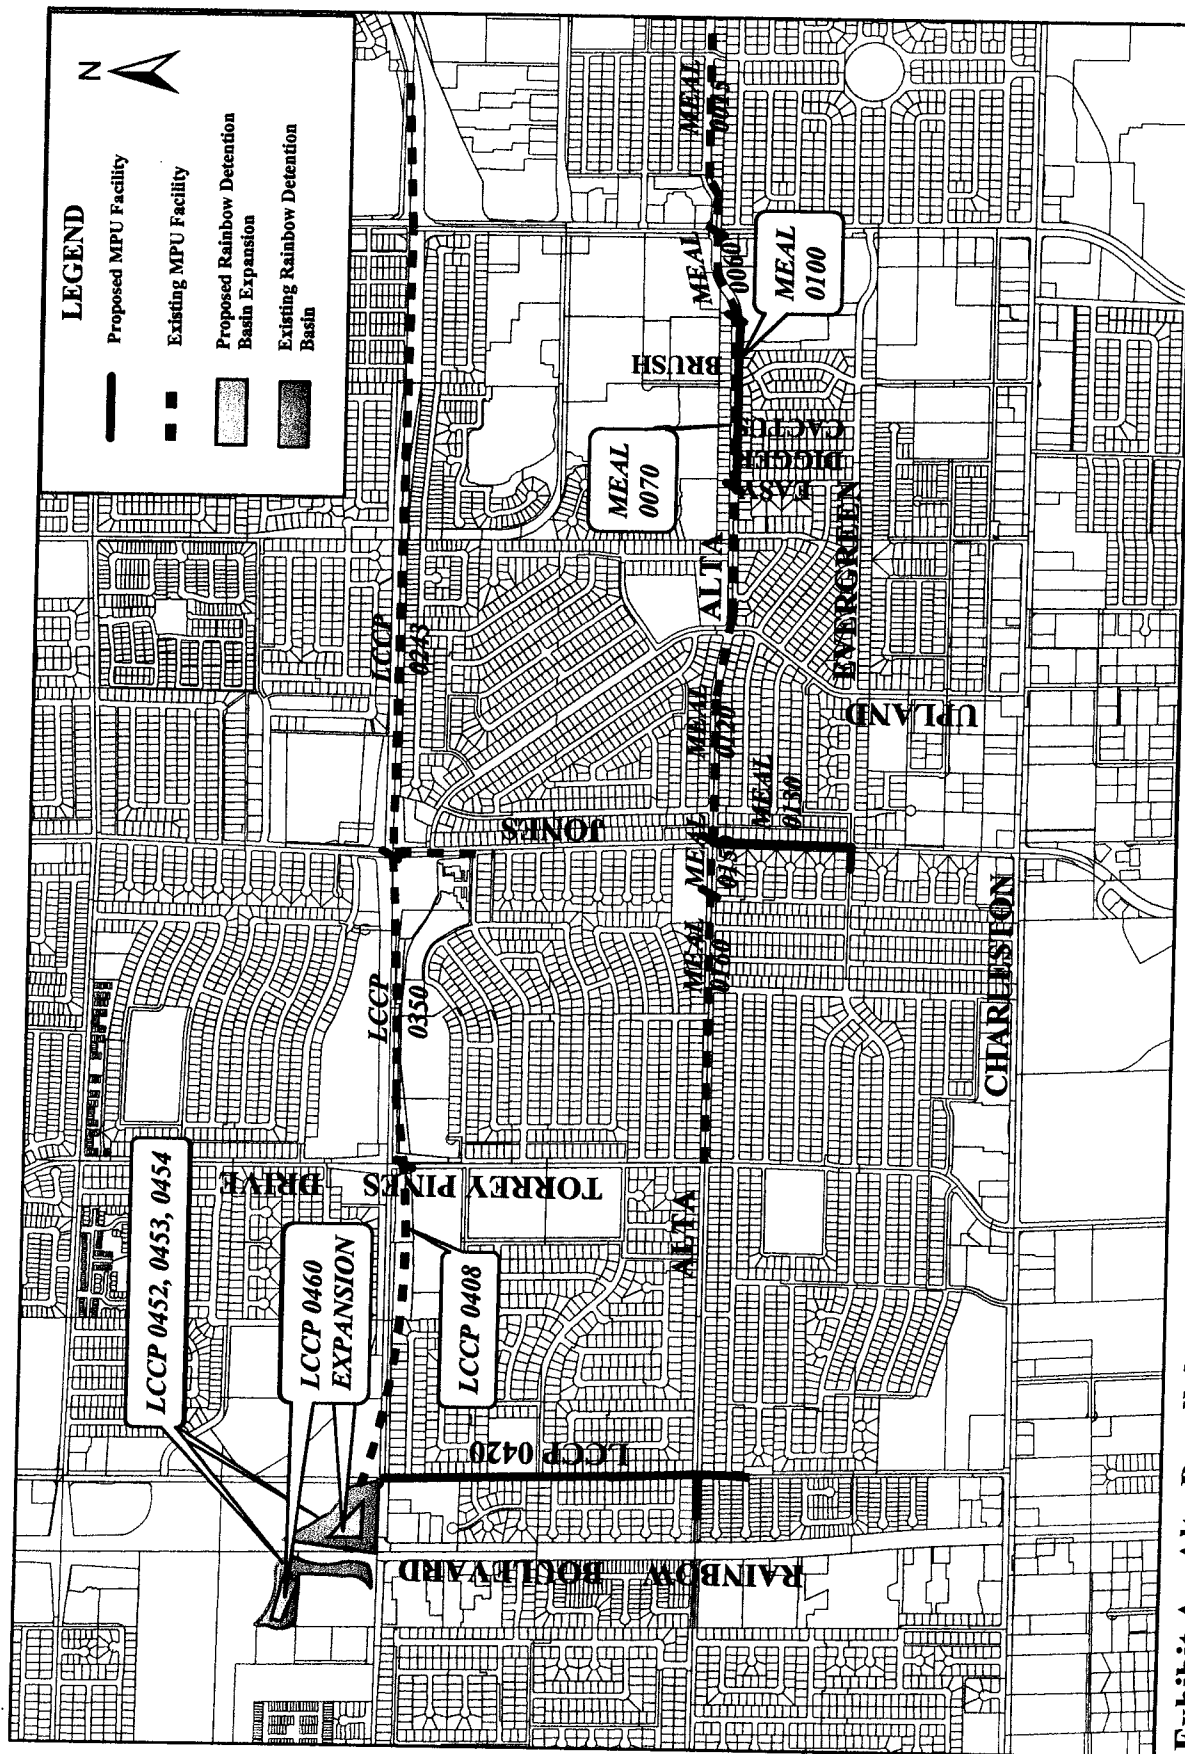 LEGEND
Proposed MPU Facility
Existing MPU Facility
Proposed Rainbow Detention
Basin Expansion
Existing Rainbow Detention
Basin
N
LCCP 0452, 0453, 0454
LCCP 0460
EXPANSION
LCCP 0408
LCCP 0420
RAINBOW BOULEVARD
TORREY PINES DRIVE
ALTA
LCCP
0350
LCCP
0243
JONES
MEAL
0160
MEAL
MEAL
0130
MEAL
0120
UPLAND
EVERGREEN
ALTA
EASY
DIGGER
CACTUS
BRUSH
MEAL
0070
MEAL
0100
MEAL
0060
MEAL
0015
CHARLESTON
Exhibit A